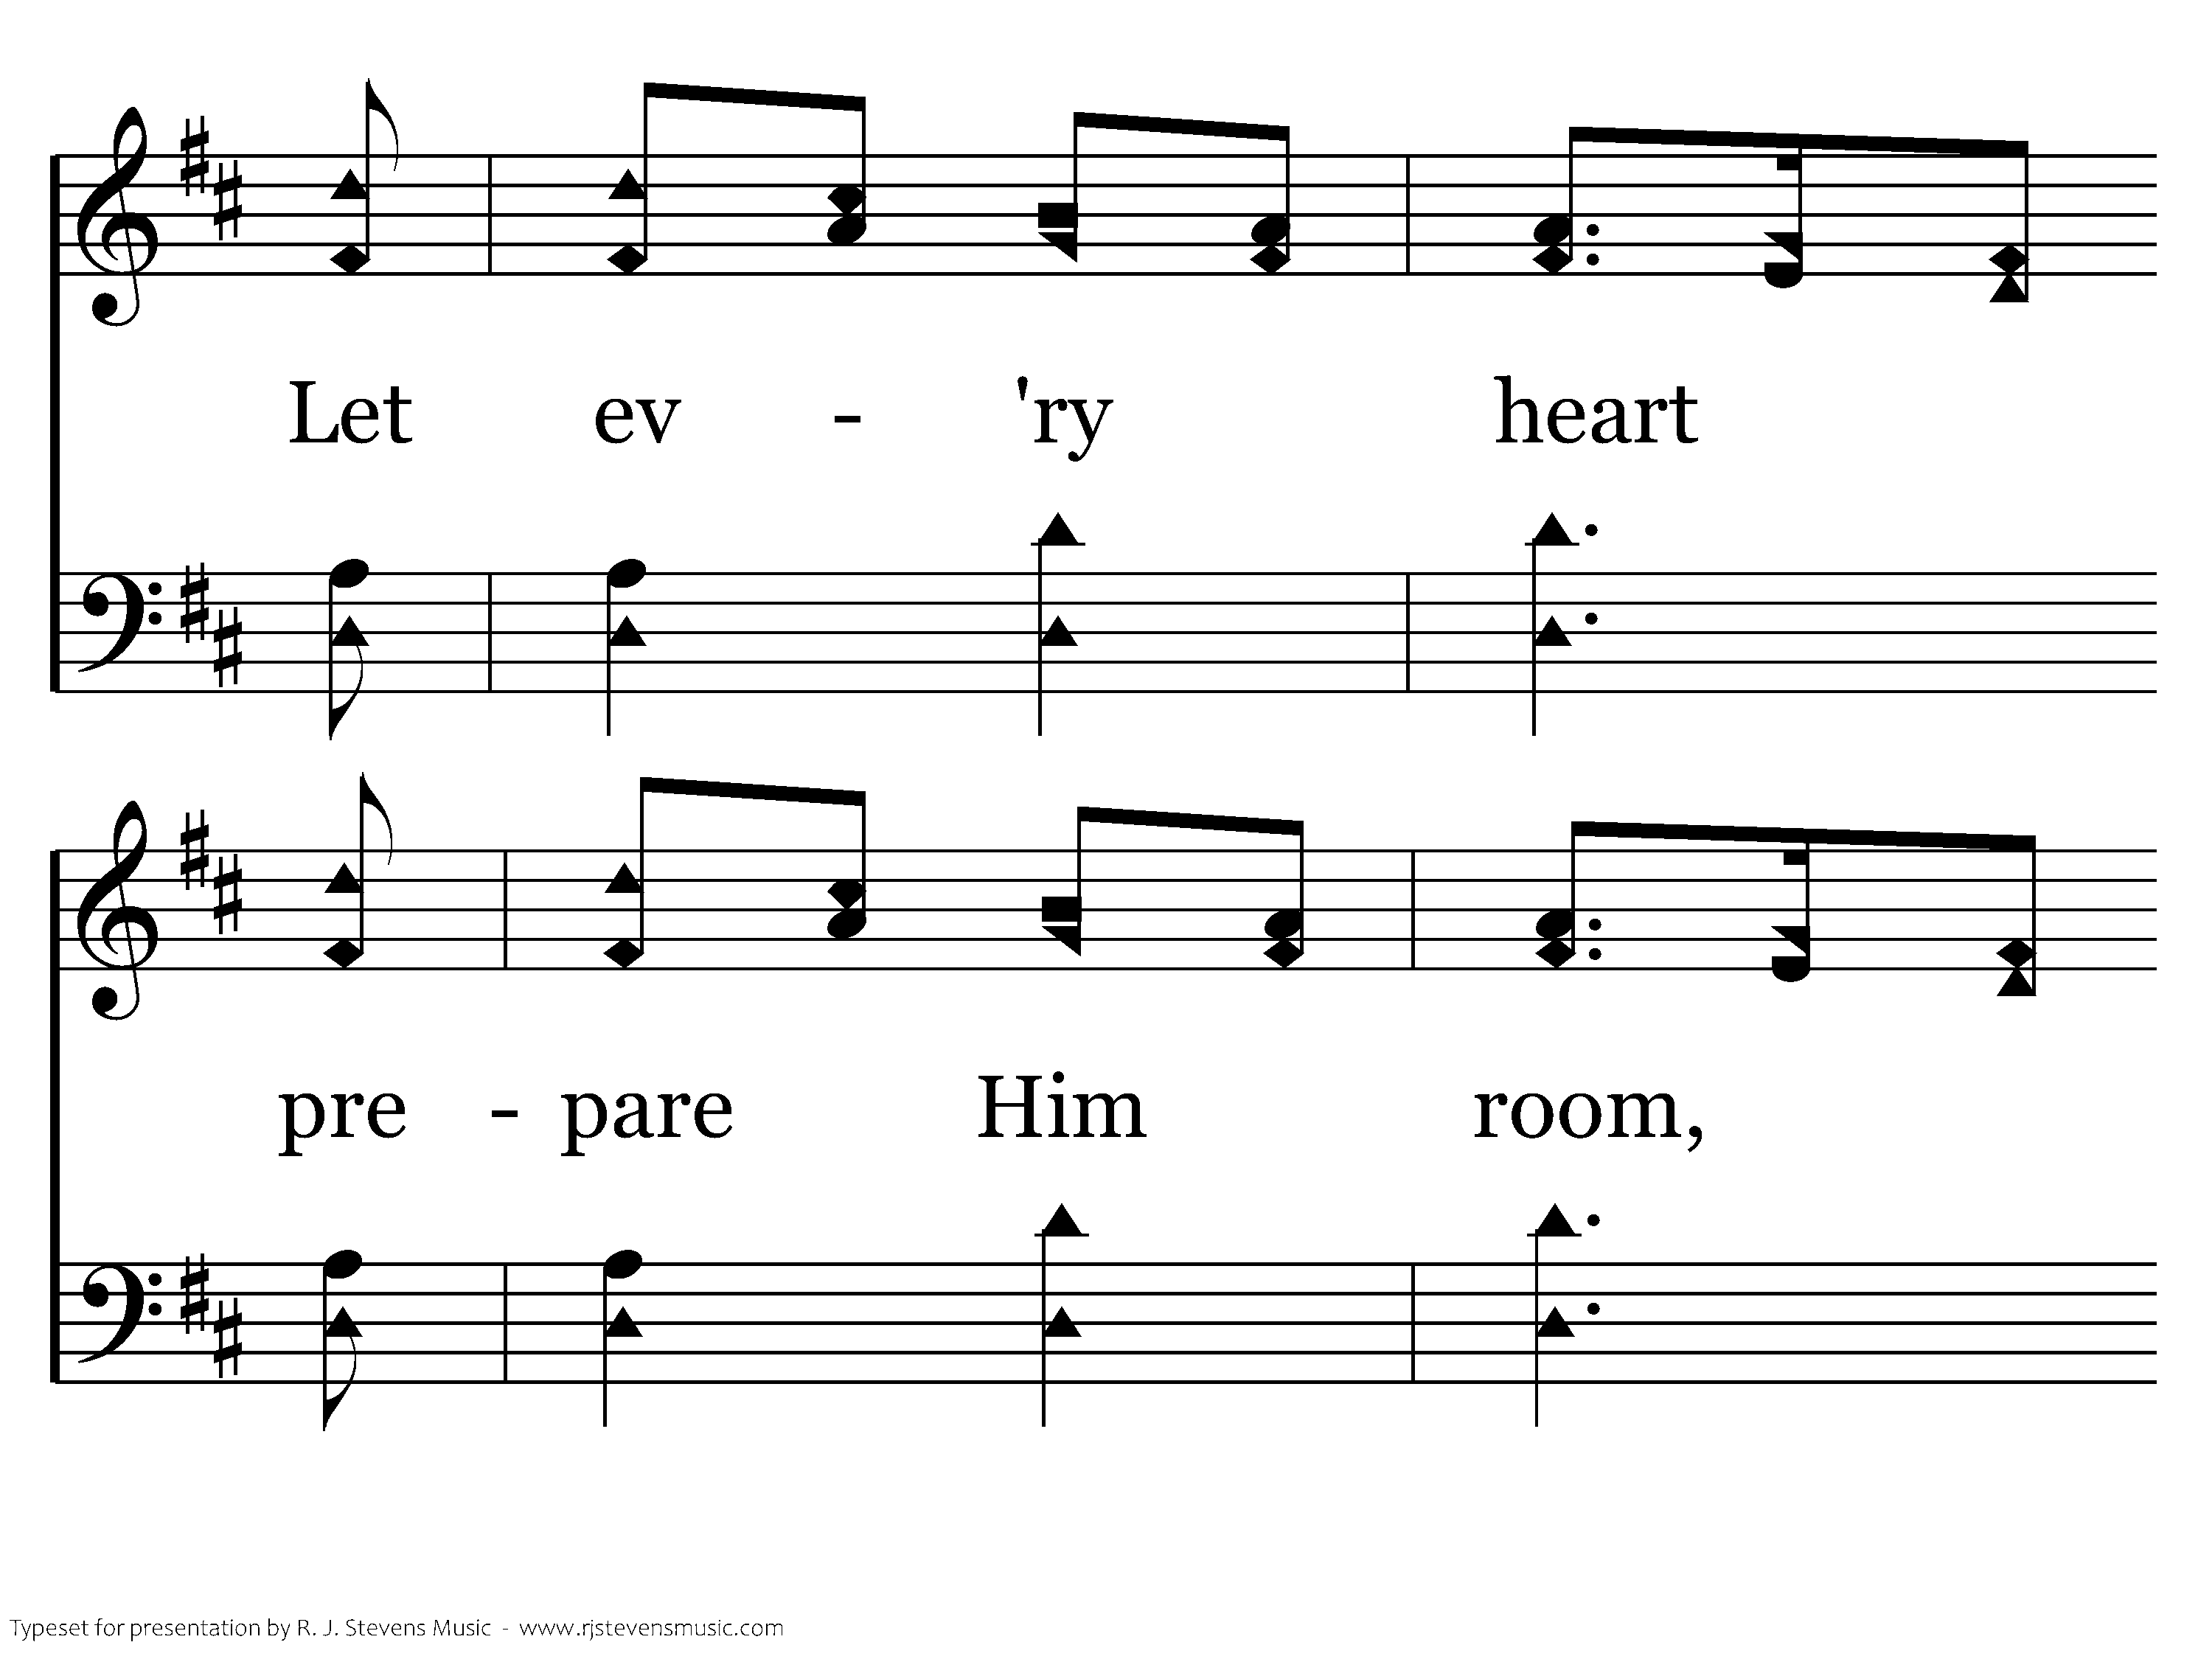 Let ev - 'ry heart
pre - pare Him room,
Typeset for presentation by R. J. Stevens Music - www.rjstevensmusic.com